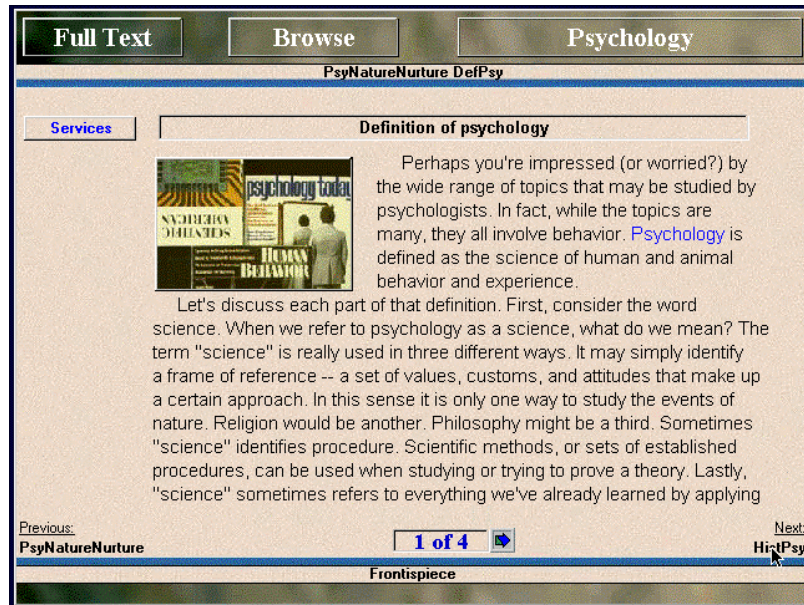 Full Text Browse Psychology
PsyNatureNurture DefPsy
Services
Definition of psychology
psychology today
SCIENTIFIC
AMERICAN
HUMAN
BEHAVIOR
Perhaps you're impressed (or worried?) by
the wide range of topics that may be studied by
psychologists. In fact, while the topics are
many, they all involve behavior. Psychology is
defined as the science of human and animal
behavior and experience.
Let's discuss each part of that definition. First, consider the word
science. When we refer to psychology as a science, what do we mean? The
term "science" is really used in three different ways. It may simply identify
a frame of reference -- a set of values, customs, and attitudes that make up
a certain approach. In this sense it is only one way to study the events of
nature. Religion would be another. Philosophy might be a third. Sometimes
"science" identifies procedure. Scientific methods, or sets of established
procedures, can be used when studying or trying to prove a theory. Lastly,
"science" sometimes refers to everything we've already learned by applying
Previous:
PsyNatureNurture
1 of 4
Next:
HistPsy
Frontispiece